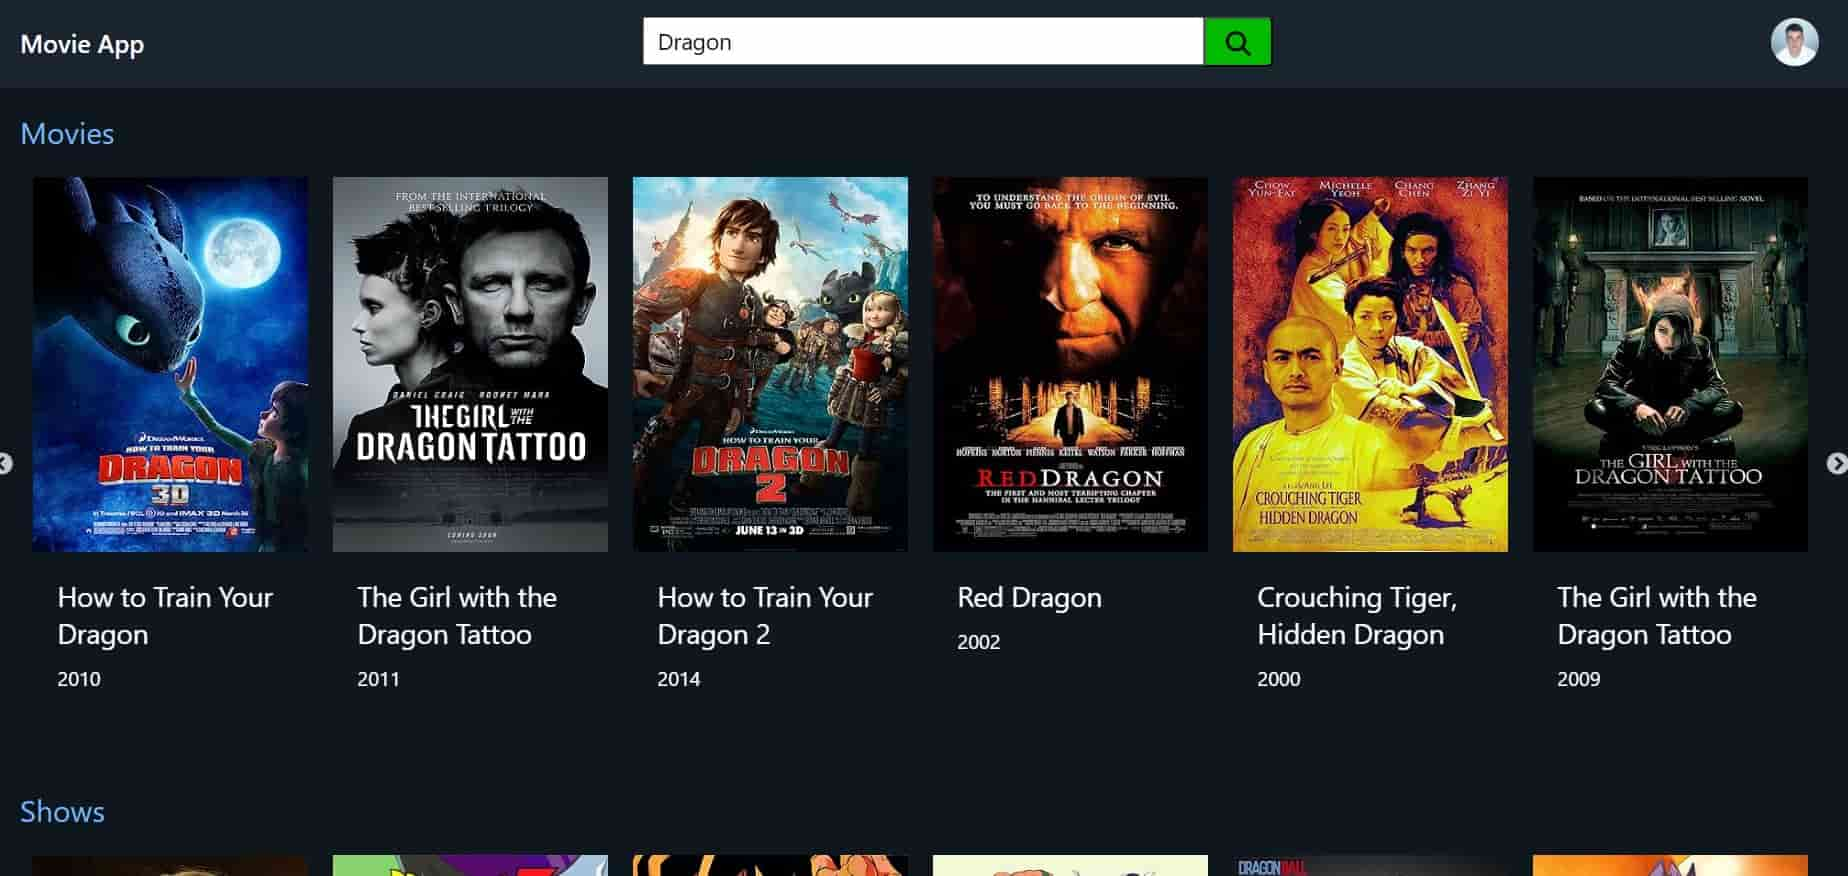 Movie App
Dragon
Movies
DREAMWORKS
HOW TO TRAIN YOUR
DRAGON
3D
How to Train Your
Dragon
2010
FROM THE INTERNATIONAL
BEST-SELLING TRILOGY
DANIEL CRAIG ROONEY MARA
THE GIRL WITH THE
DRAGON TATTOO
COMING SOON
The Girl with the
Dragon Tattoo
2011
DREAMWORKS
HOW TO TRAIN YOUR
DRAGON
2
JUNE 13 IN 3D
How to Train Your
Dragon 2
2014
TO UNDERSTAND THE ORIGIN OF EVIL,
YOU MUST GO BACK TO THE BEGINNING.
HOPKINS NORTON FIENNES KEITEL WATSON PARKER HOFFMAN
RED DRAGON
THE FIRST AND MOST TERRIFYING CHAPTER
IN THE HANNIBAL LECTER TRILOGY
Red Dragon
2002
CHOW YUN-FAT
MICHELLE YEOH
CHANG CHEN
ZHANG ZI YI
CROUCHING TIGER
HIDDEN DRAGON
Crouching Tiger,
Hidden Dragon
2000
BASED ON THE INTERNATIONAL BEST SELLING NOVEL
THE GIRL WITH THE
DRAGON TATTOO
The Girl with the
Dragon Tattoo
2009
Shows
DRAGON BALL